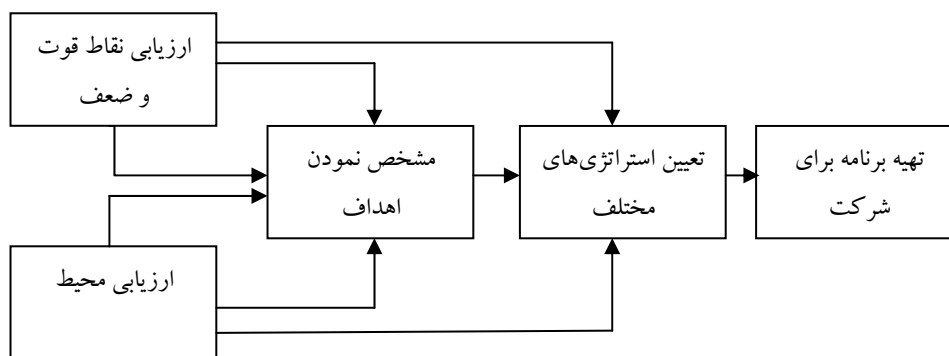 ارزیابی نقاط قوت
و ضعف
مشخص نمودن
اهداف
تعیین استراتژی‌های
مختلف
تهیه برنامه برای
شرکت
ارزیابی محیط